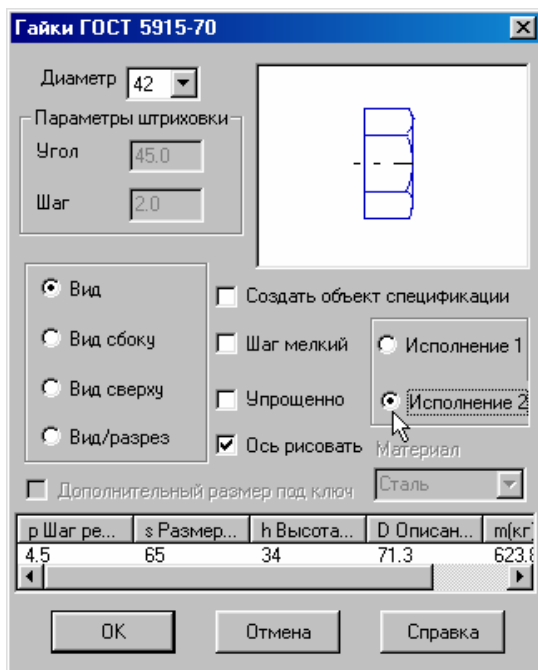 Гайки ГОСТ 5915-70
Диаметр 42
Параметры штриховки
Угол 45.0
Шаг 2.0
Вид
Вид сбоку
Вид сверху
Вид/разрез
Создать объект спецификации
Шаг мелкий
Упрощенно
Ось рисовать
Исполнение 1
Исполнение 2
Материал
Сталь
Дополнительный размер под ключ
p Шаг ре... s Размер... h Высота... D Описан... m(кг
4.5 65 34 71.3 623.8
OK Отмена Справка